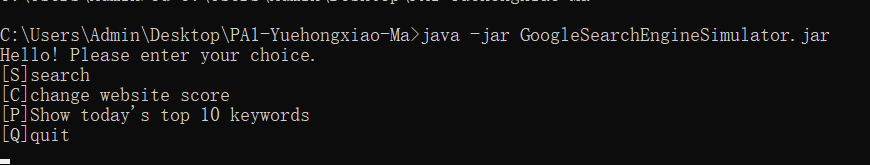 C:\Users\Admin\Desktop\PA1-Yuehongxiao-Ma>java -jar GoogleSearchEngineSimulator.jar
Hello! Please enter your choice.
[S]search
[C]change website score
[P]Show today's top 10 keywords
[Q]quit